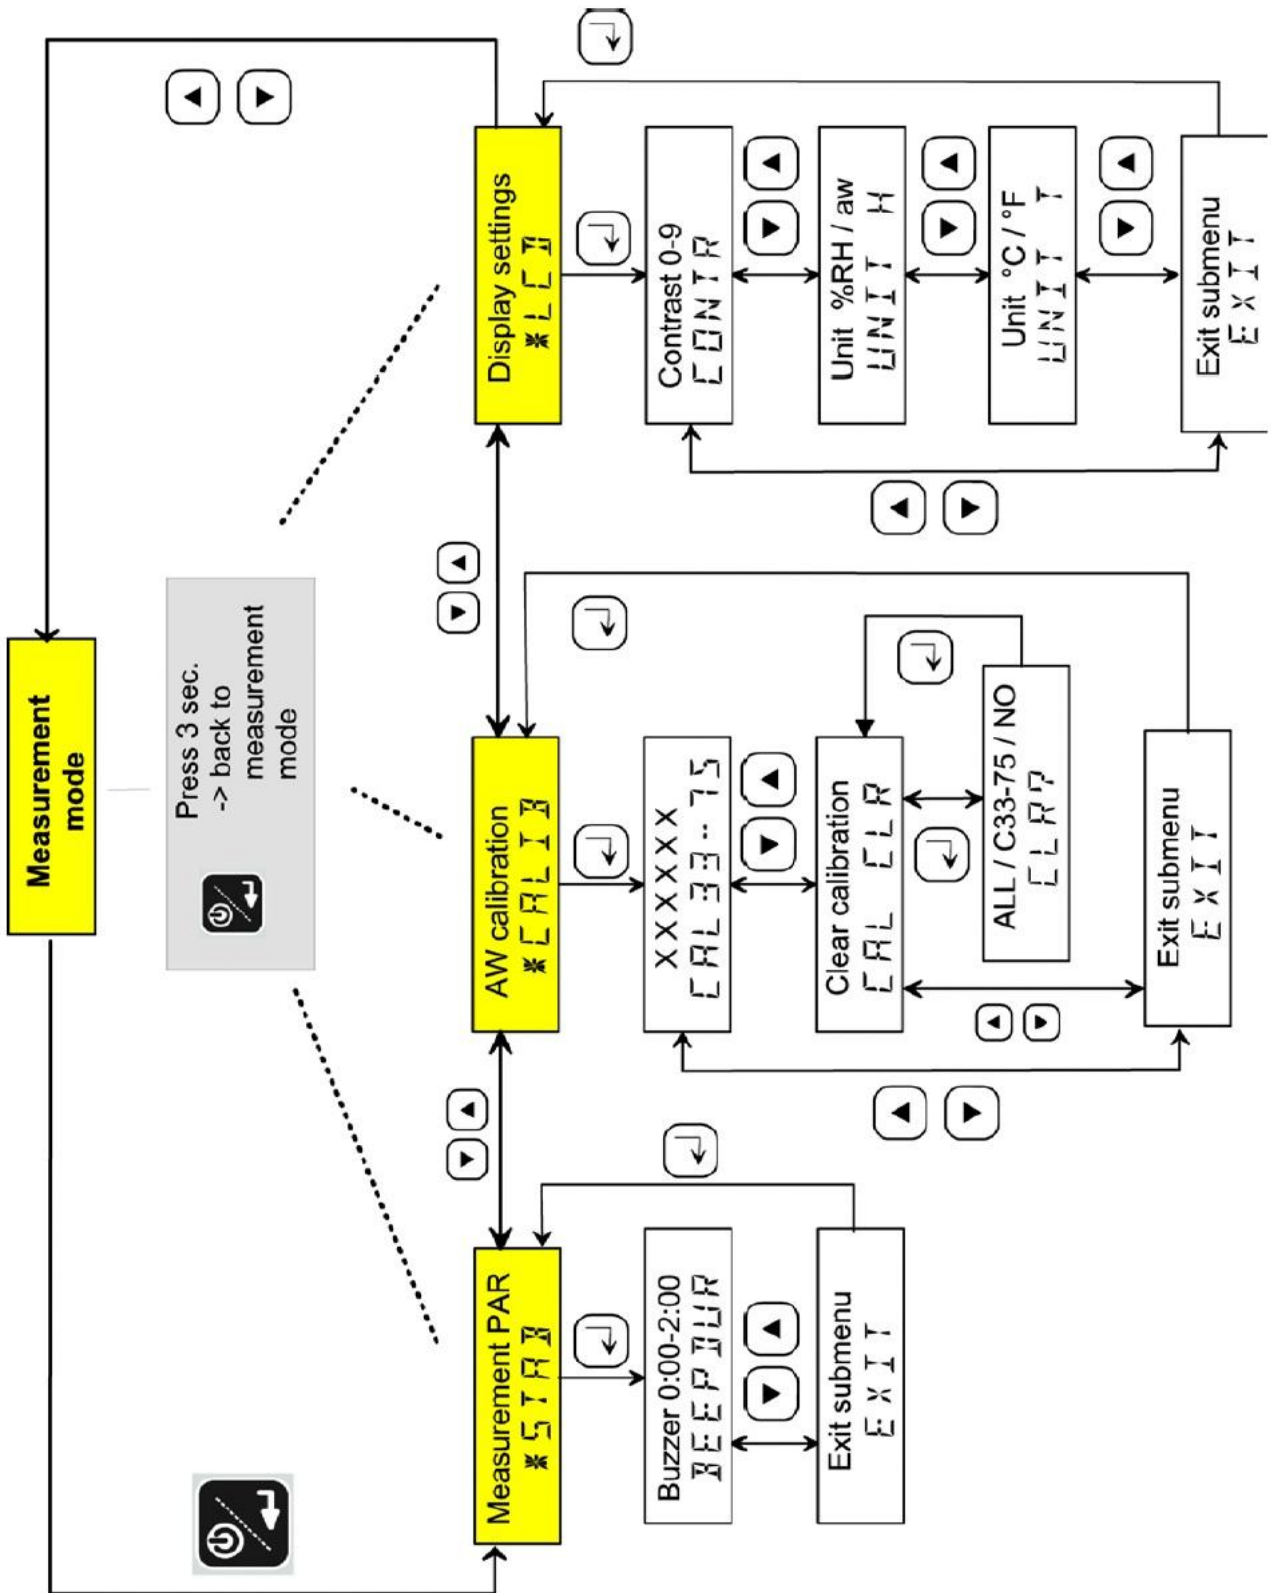 Measurement
mode
Press 3 sec.
-> back to
measurement
mode
Measurement PAR
*STAB
Buzzer 0:00-2:00
BEEPDUR
Exit submenu
EXIT
AW calibration
*CALIB
XXXXXX
CAL33--75
Clear calibration
CAL CLR
ALL / C33-75 / NO
CLR?
Exit submenu
EXIT
Display settings
*LCD
Contrast 0-9
CONTR
Unit %RH / aw
UNIT H
Unit °C / °F
UNIT T
Exit submenu
EXIT